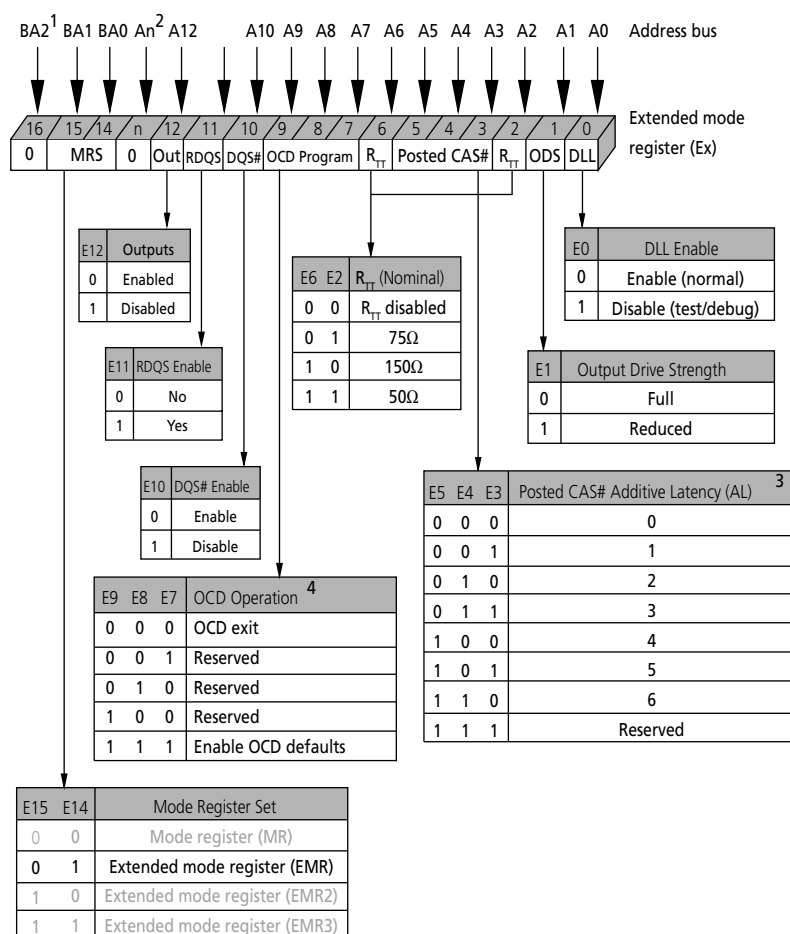 BA2¹ BA1 BA0 An² A12 A10 A9 A8 A7 A6 A5 A4 A3 A2 A1 A0 Address bus
16 15 14 n 12 11 10 9 8 7 6 5 4 3 2 1 0 Extended mode
register (Ex)
0 MRS 0 Out RDQS DQS# OCD Program RTT Posted CAS# RTT ODS DLL
E12 Outputs
0 Enabled
1 Disabled
E11 RDQS Enable
0 No
1 Yes
E10 DQS# Enable
0 Enable
1 Disable
E6 E2 RTT (Nominal)
0 0 RTT disabled
0 1 75Ω
1 0 150Ω
1 1 50Ω
E0 DLL Enable
0 Enable (normal)
1 Disable (test/debug)
E1 Output Drive Strength
0 Full
1 Reduced
E5 E4 E3 Posted CAS# Additive Latency (AL) 3
0 0 0 0
0 0 1 1
0 1 0 2
0 1 1 3
1 0 0 4
1 0 1 5
1 1 0 6
1 1 1 Reserved
E9 E8 E7 OCD Operation 4
0 0 0 OCD exit
0 0 1 Reserved
0 1 0 Reserved
1 0 0 Reserved
1 1 1 Enable OCD defaults
E15 E14 Mode Register Set
0 0 Mode register (MR)
0 1 Extended mode register (EMR)
1 0 Extended mode register (EMR2)
1 1 Extended mode register (EMR3)